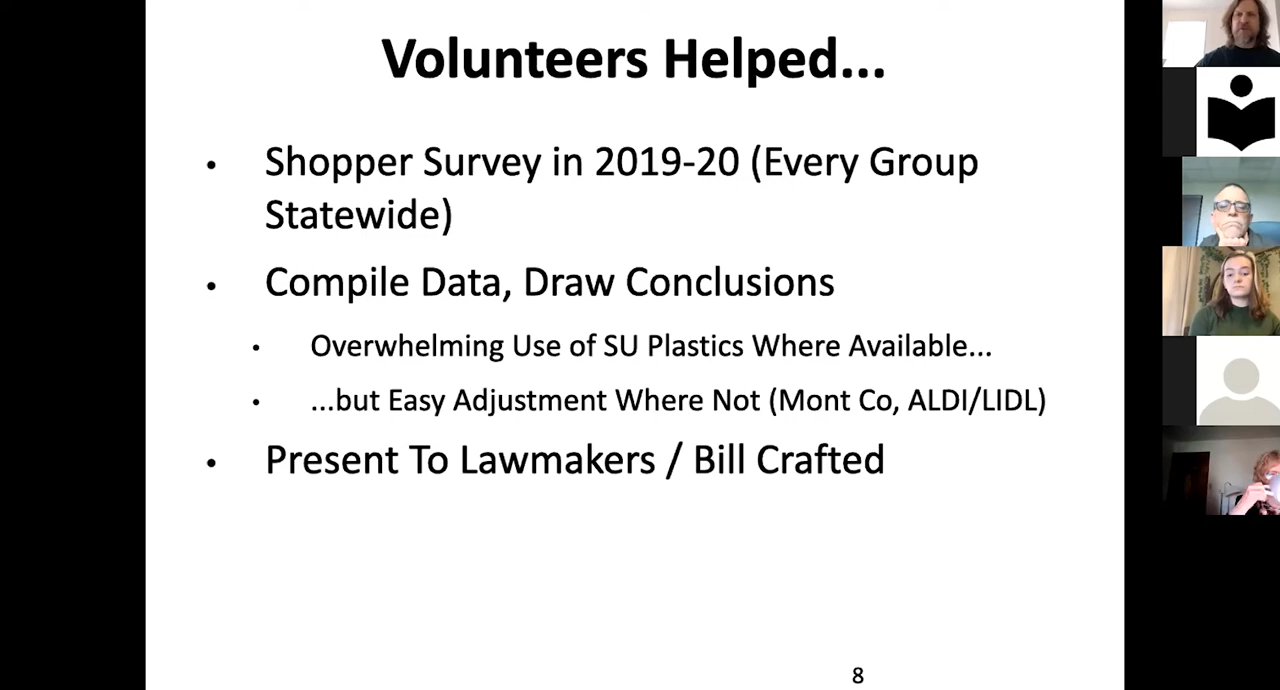 Volunteers Helped...
• Shopper Survey in 2019-20 (Every Group
Statewide)
• Compile Data, Draw Conclusions
• Overwhelming Use of SU Plastics Where Available...
• ...but Easy Adjustment Where Not (Mont Co, ALDI/LIDL)
• Present To Lawmakers / Bill Crafted
8